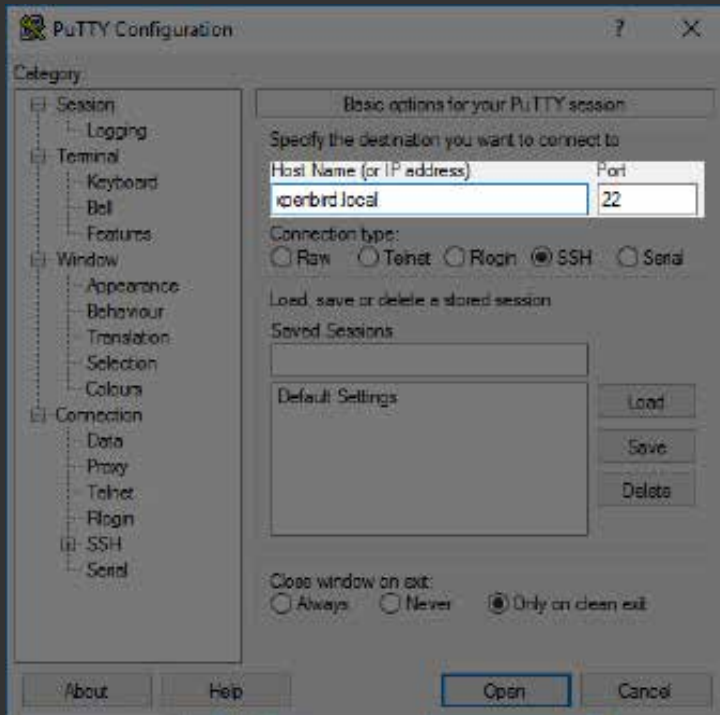 PuTTY Configuration
?
Category:
Session
Logging
Terminal
Keyboard
Bell
Features
Window
Appearance
Behaviour
Translation
Selection
Colours
Connection
Data
Proxy
Telnet
Rlogin
SSH
Serial
Basic options for your PuTTY session
Specify the destination you want to connect to
Host Name (or IP address) Port
xperibird.local 22
Connection type:
Raw Telnet Rlogin SSH Serial
Load, save or delete a stored session
Saved Sessions
Default Settings
Load
Save
Delete
Close window on exit:
Always Never Only on clean exit
About Help Open Cancel